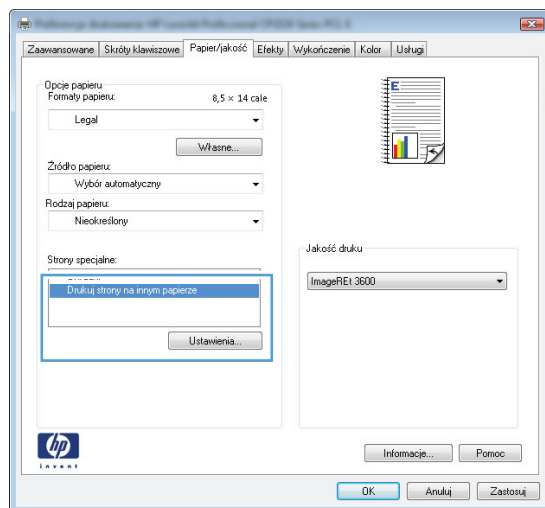 Zaawansowane Skróty klawiszowe Papier/jakość Efekty Wykończenie Kolor Usługi
Opcje papieru
Formaty papieru: 8,5 × 14 cale
Legal
Własne...
Źródło papieru:
Wybór automatyczny
Rodzaj papieru:
Nieokreślony
Strony specjalne:
Drukuj strony na innym papierze
Ustawienia...
E
Jakość druku
ImageREt 3600
hp
invent
Informacje... Pomoc
OK Anuluj Zastosuj